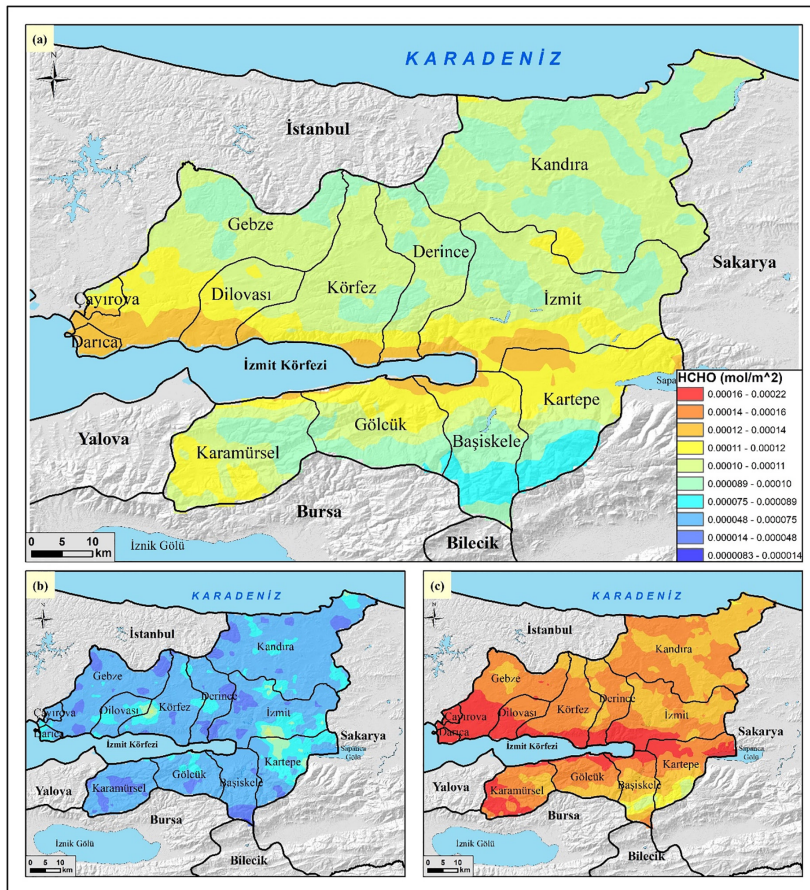 (a)
N
KARADENİZ
İstanbul
Kandıra
Gebze
Derince
Sakarya
Çayırova
Dilovası
Körfez
İzmit
Darıca
İzmit Körfezi
Kartepe
Yalova
Gölcük
Başiskele
Karamürsel
Bursa
Bilecik
İznik Gölü
0 5 10
km
HCHO (mol/m^2)
0.00016 - 0.00022
0.00014 - 0.00016
0.00012 - 0.00014
0.00011 - 0.00012
0.00010 - 0.00011
0.000089 - 0.00010
0.000075 - 0.000089
0.000048 - 0.000075
0.000014 - 0.000048
0.0000083 - 0.000014
(b)
KARADENİZ
İstanbul
Kandıra
Gebze
Derince
Çayırova
Dilovası
Körfez
İzmit
Darıca
Sakarya
İzmit Körfezi
Sapanca
Gölü
Kartepe
Gölcük
Başiskele
Karamürsel
Yalova
Bursa
İznik Gölü
Bilecik
0 5 10
km
(c)
KARADENİZ
İstanbul
Kandıra
Gebze
Derince
Çayırova
Dilovası
Körfez
İzmit
Darıca
Sakarya
İzmit Körfezi
Sapanca
Gölü
Kartepe
Gölcük
Başiskele
Karamürsel
Yalova
Bursa
İznik Gölü
Bilecik
0 5 10
km